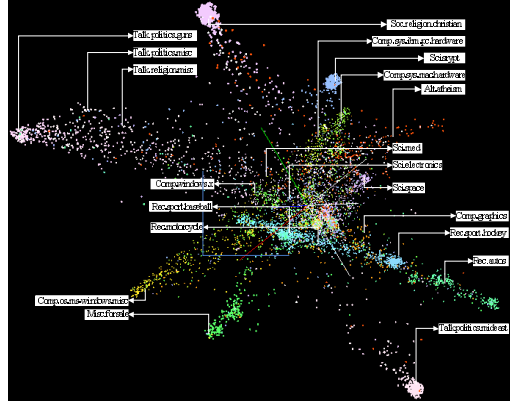 Soc.religion.christian
Talk.politics.guns
Comp.sys.ibm.pc.hardware
Talk.politics.misc
Sci.crypt
Talk.religion.misc
Comp.sys.mac.hardware
Alt.atheism
Sci.med
Sci.electronics
Comp.windows.x
Sci.space
Rec.sport.baseball
Comp.graphics
Rec.motorcycle
Rec.sport.hockey
Rec.autos
Comp.os.ms-windows.misc
Misc.forsale
Talk.politics.mideast